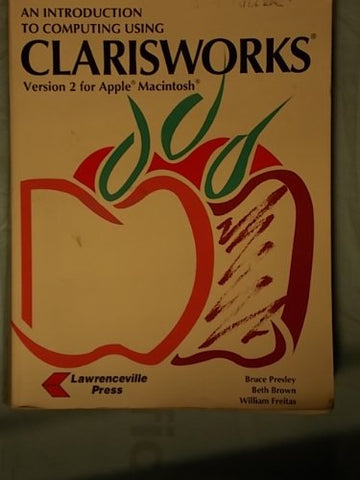 AN INTRODUCTION
TO COMPUTING USING
CLARISWORKS®
Version 2 for Apple® Macintosh®
Lawrenceville
Press
Bruce Presley
Beth Brown
William Freitas